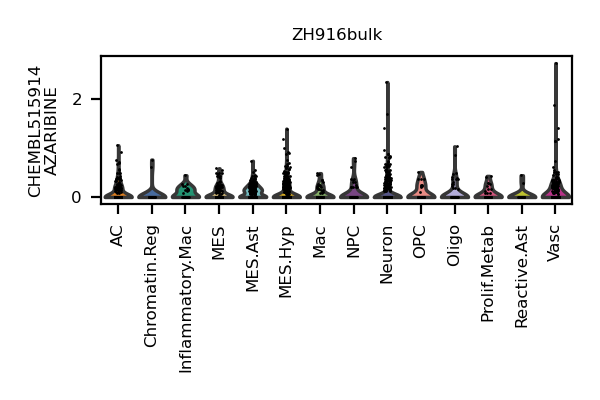 ZH916bulk
CHEMBL515914
AZARIBINE
2
0
AC
Chromatin.Reg
Inflammatory.Mac
MES
MES.Ast
MES.Hyp
Mac
NPC
Neuron
OPC
Oligo
Prolif.Metab
Reactive.Ast
Vasc